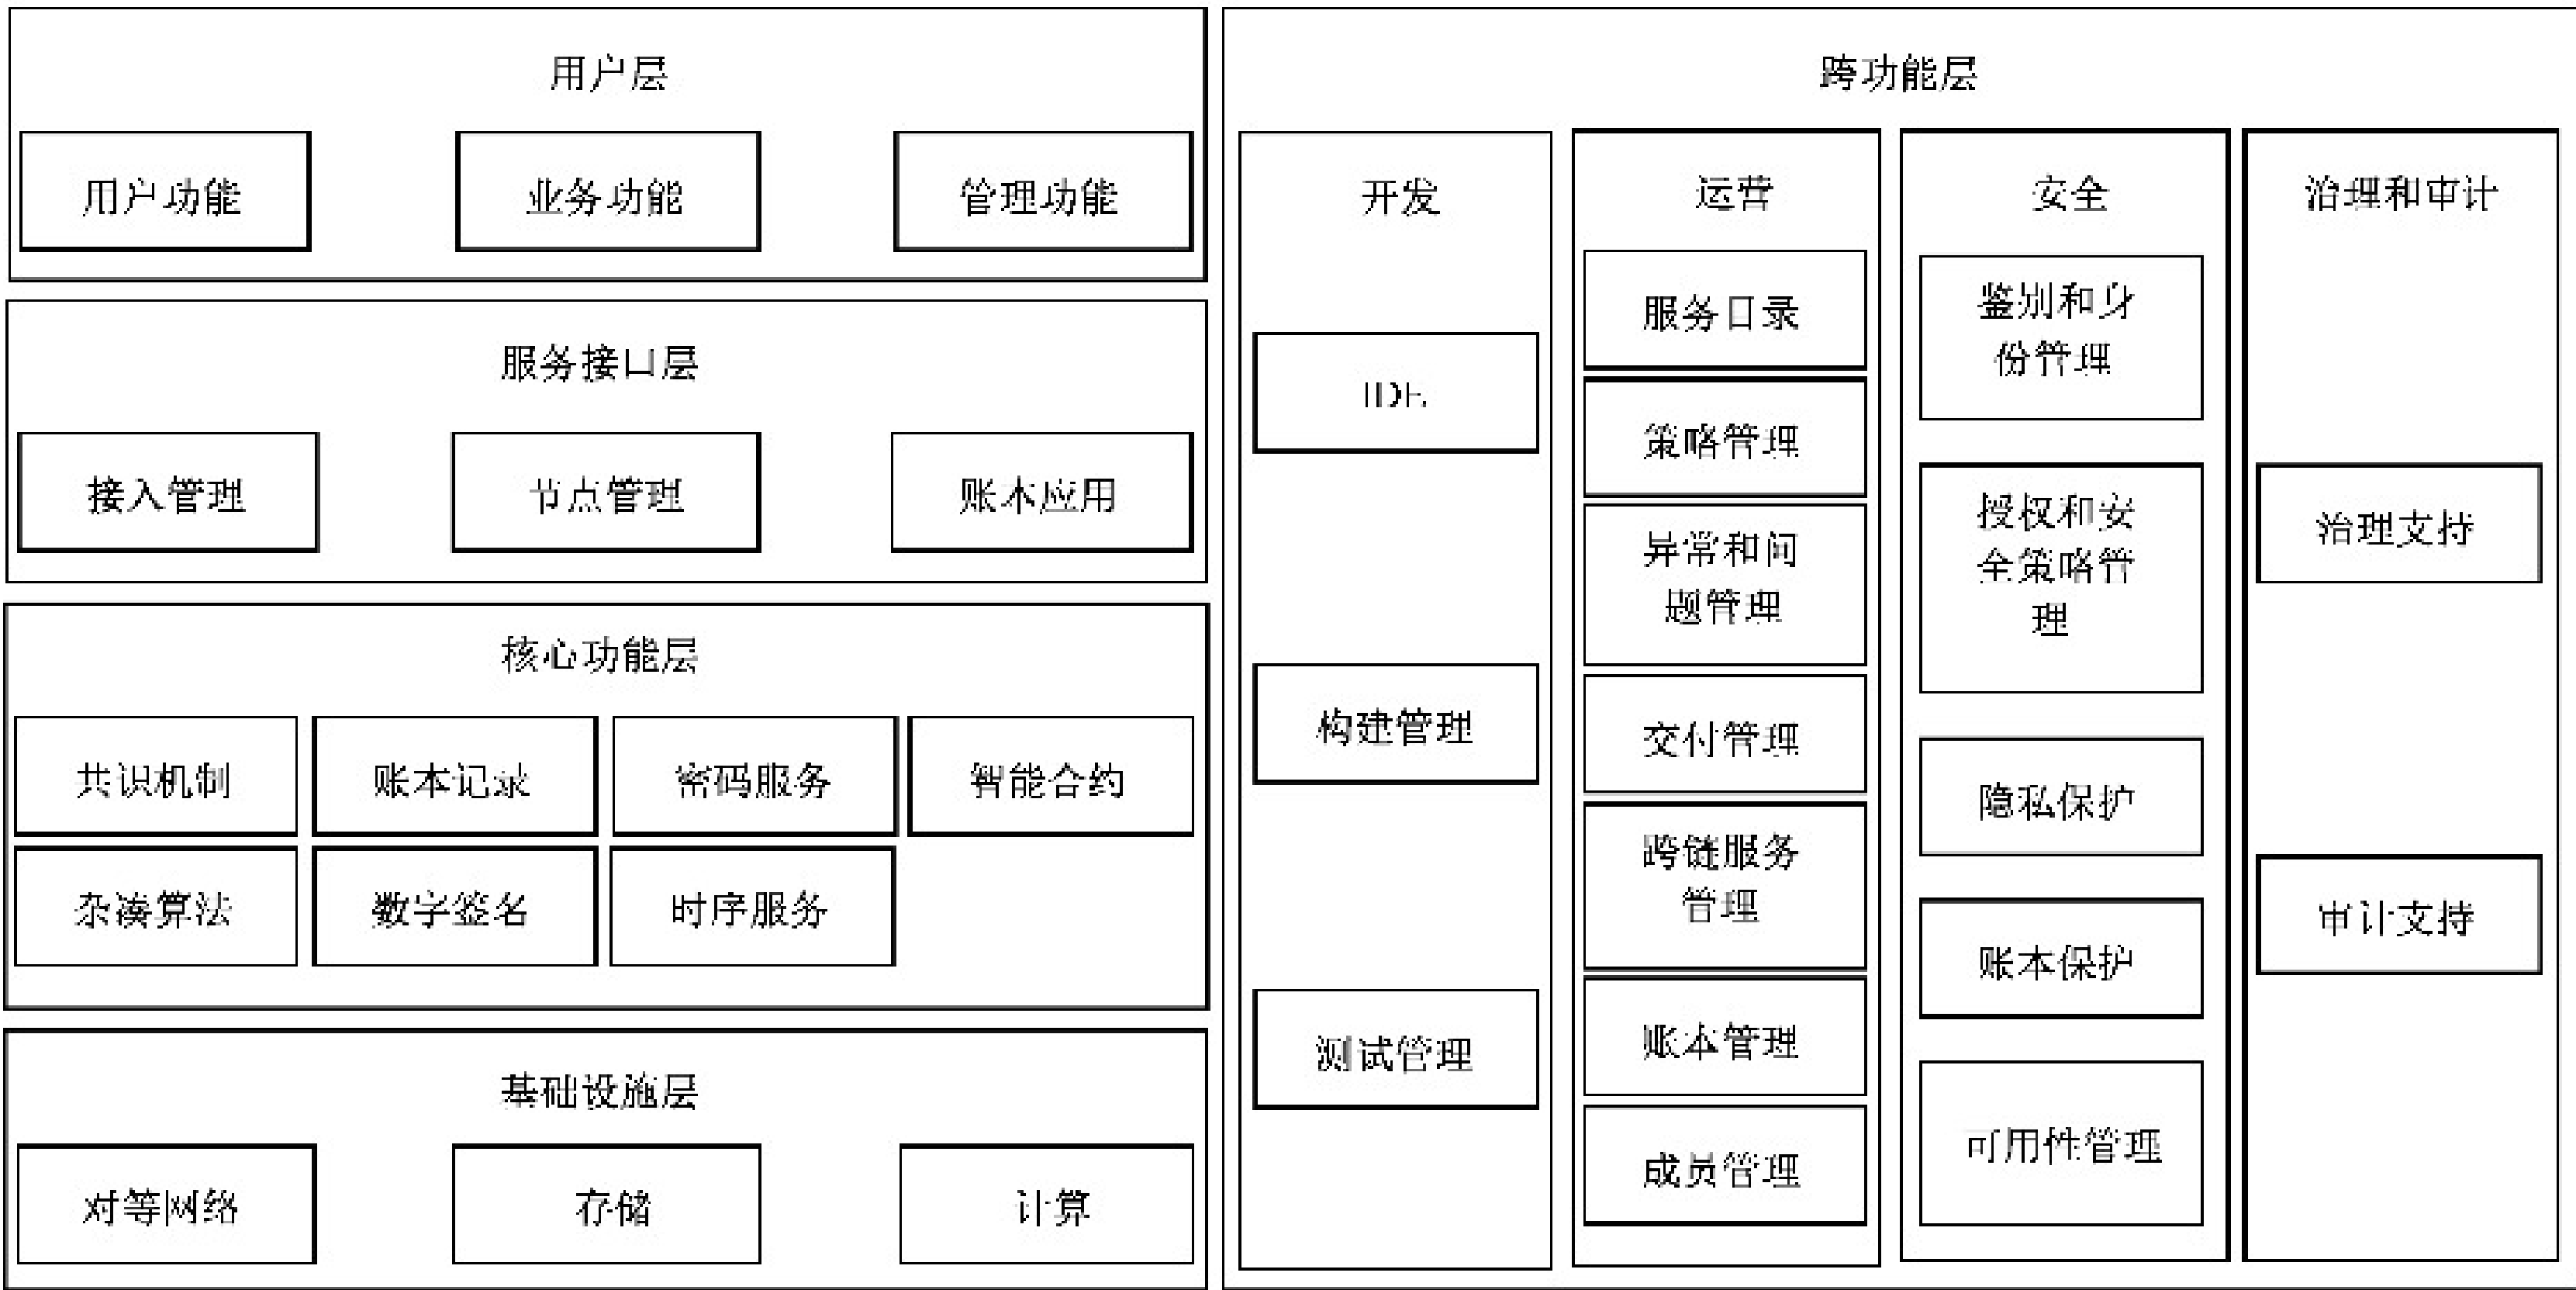 用户层
用户功能
业务功能
管理功能
服务接口层
接入管理
节点管理
账本应用
核心功能层
共识机制
账本记录
密码服务
智能合约
杂凑算法
数字签名
时序服务
基础设施层
对等网络
存储
计算
跨功能层
开发
IDE
构建管理
测试管理
运营
服务目录
策略管理
异常和问
题管理
交付管理
跨链服务
管理
账本管理
成员管理
安全
鉴别和身
份管理
授权和安
全策略管
理
隐私保护
账本保护
可用性管理
治理和审计
治理支持
审计支持